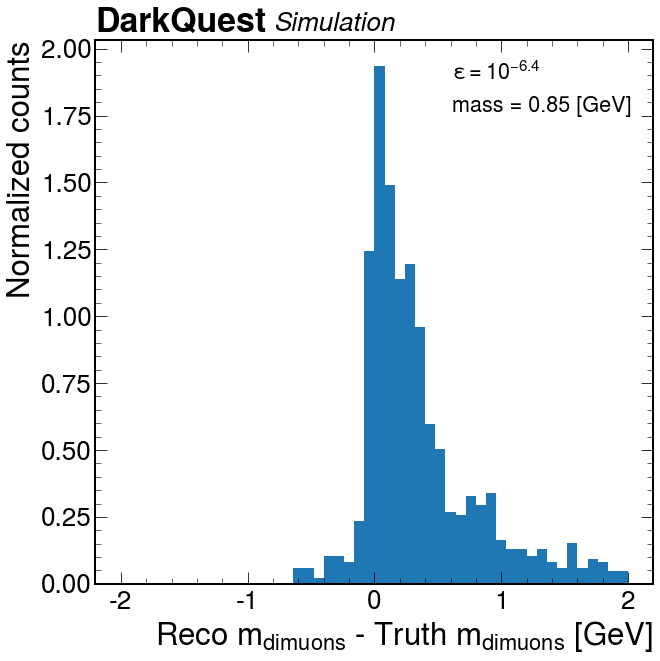 DarkQuest Simulation
ε = 10^−6.4
mass = 0.85 [GeV]
Normalized counts
2.00
1.75
1.50
1.25
1.00
0.75
0.50
0.25
0.00
-2 -1 0 1 2
Reco m_dimuons - Truth m_dimuons [GeV]